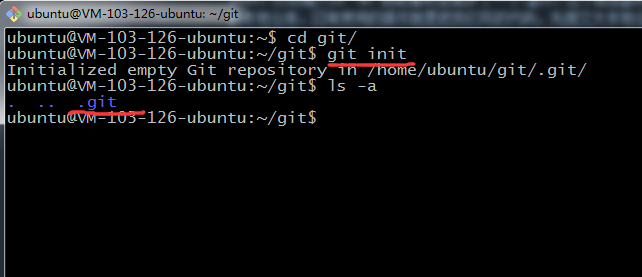 ubuntu@VM-103-126-ubuntu: ~/git
ubuntu@VM-103-126-ubuntu:~$ cd git/
ubuntu@VM-103-126-ubuntu:~/git$ git init
Initialized empty Git repository in /home/ubuntu/git/.git/
ubuntu@VM-103-126-ubuntu:~/git$ ls -a
.  ..  .git
ubuntu@VM-103-126-ubuntu:~/git$